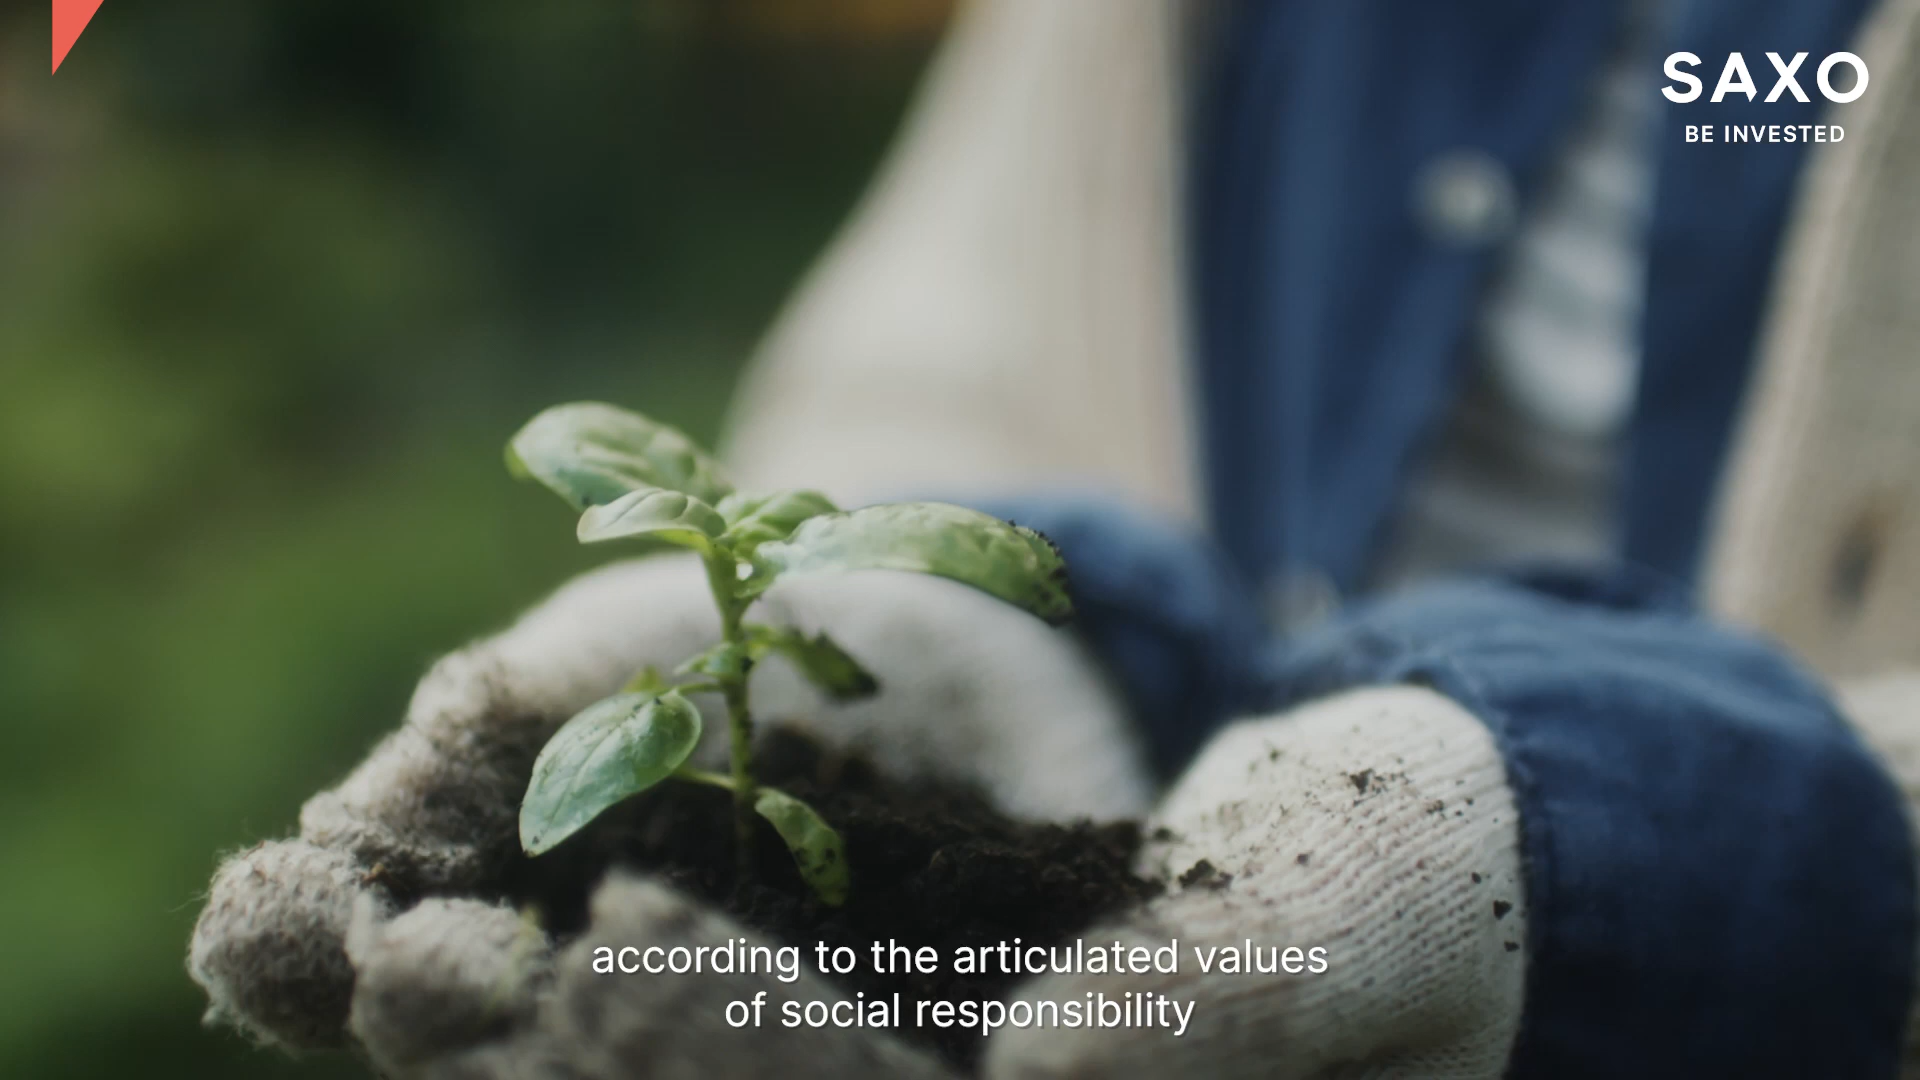 SAXO
BE INVESTED
according to the articulated values
of social responsibility